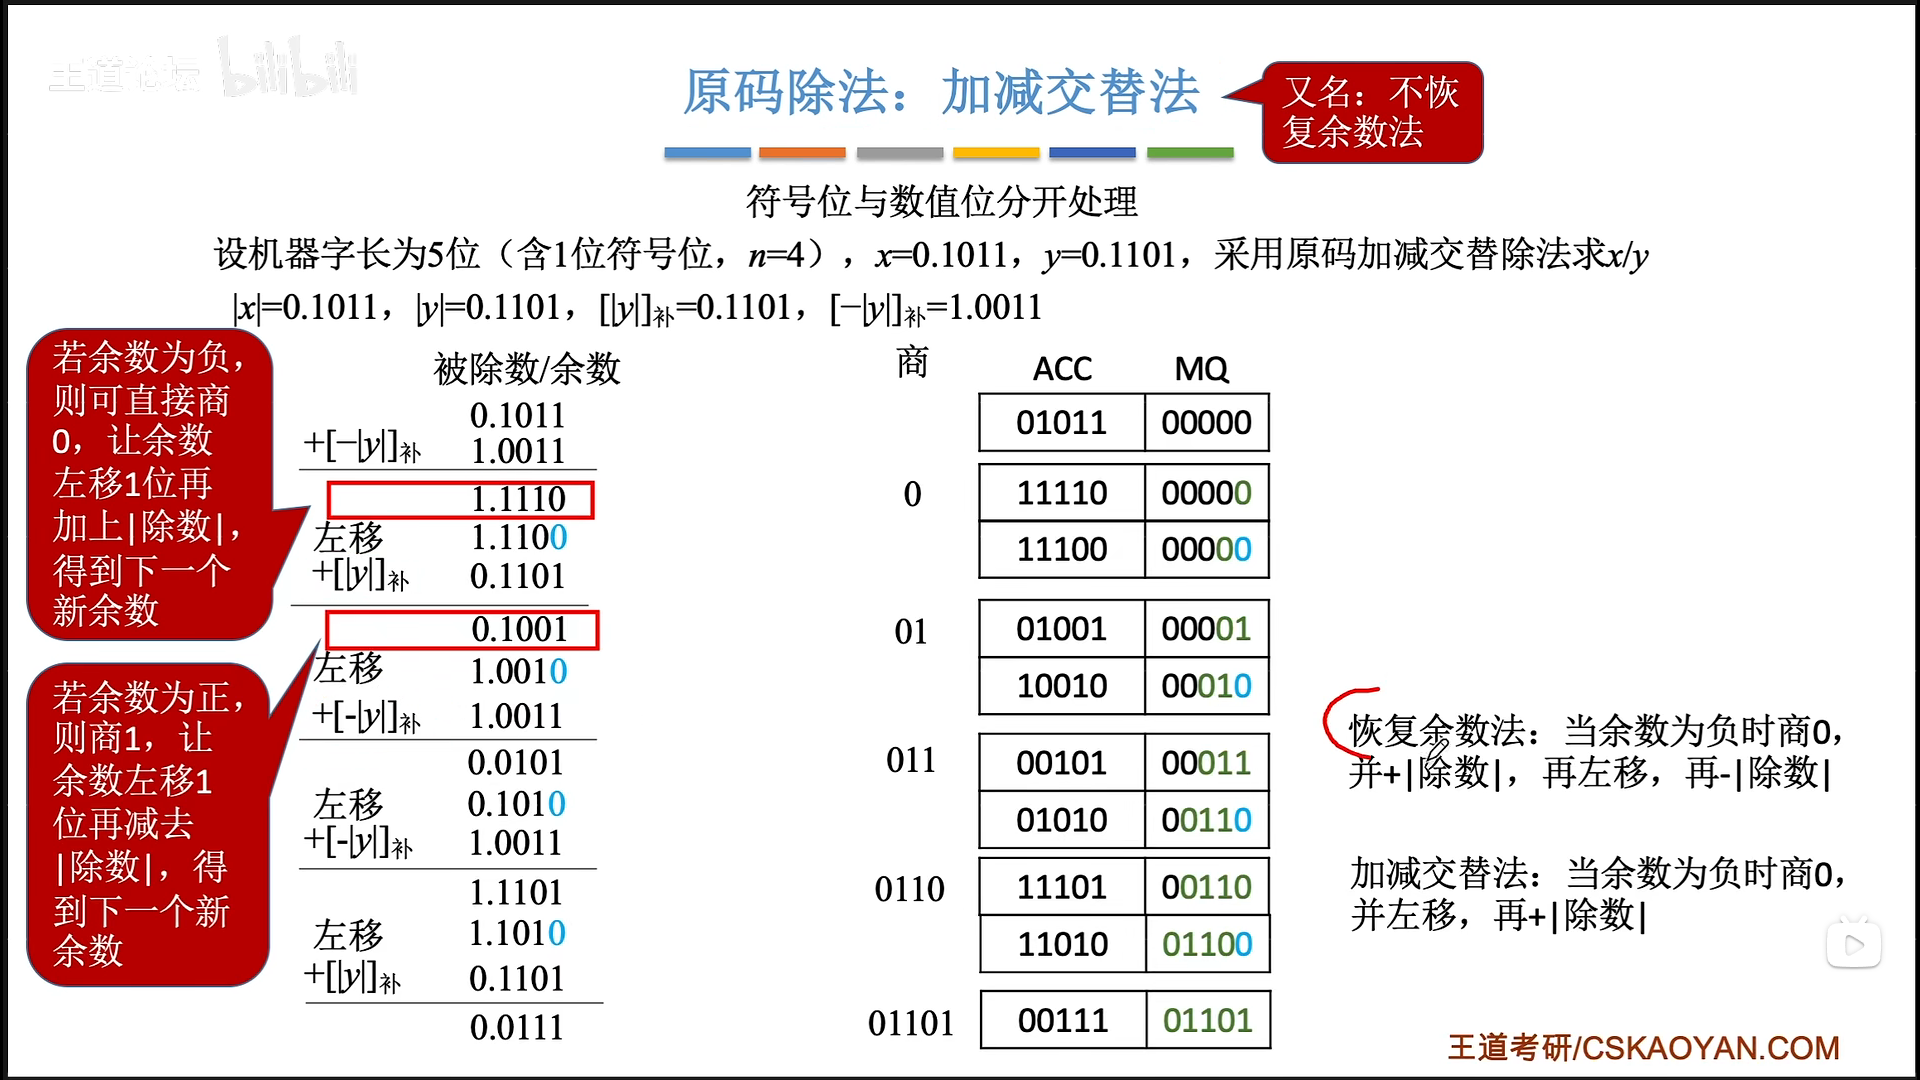 王道论坛 bilibili
原码除法：加减交替法
又名：不恢
复余数法
符号位与数值位分开处理
设机器字长为5位（含1位符号位，n=4），x=0.1011，y=0.1101，采用原码加减交替除法求x/y
|x|=0.1011，|y|=0.1101，[|y|]补=0.1101，[−|y|]补=1.0011
若余数为负，
则可直接商
0，让余数
左移1位再
加上|除数|，
得到下一个
新余数
若余数为正，
则商1，让
余数左移1
位再减去
|除数|，得
到下一个新
余数
被除数/余数
0.1011
+[−|y|]补 1.0011
1.1110
左移 1.1100
+[|y|]补 0.1101
0.1001
左移 1.0010
+[-|y|]补 1.0011
0.0101
左移 0.1010
+[-|y|]补 1.0011
1.1101
左移 1.1010
+[|y|]补 0.1101
0.0111
商 ACC MQ
01011 00000
0 11110 00000
11100 00000
01 01001 00001
10010 00010
011 00101 00011
01010 00110
0110 11101 00110
11010 01100
01101 00111 01101
恢复余数法：当余数为负时商0，
并+|除数|，再左移，再-|除数|
加减交替法：当余数为负时商0，
并左移，再+|除数|
王道考研/CSKAOYAN.COM